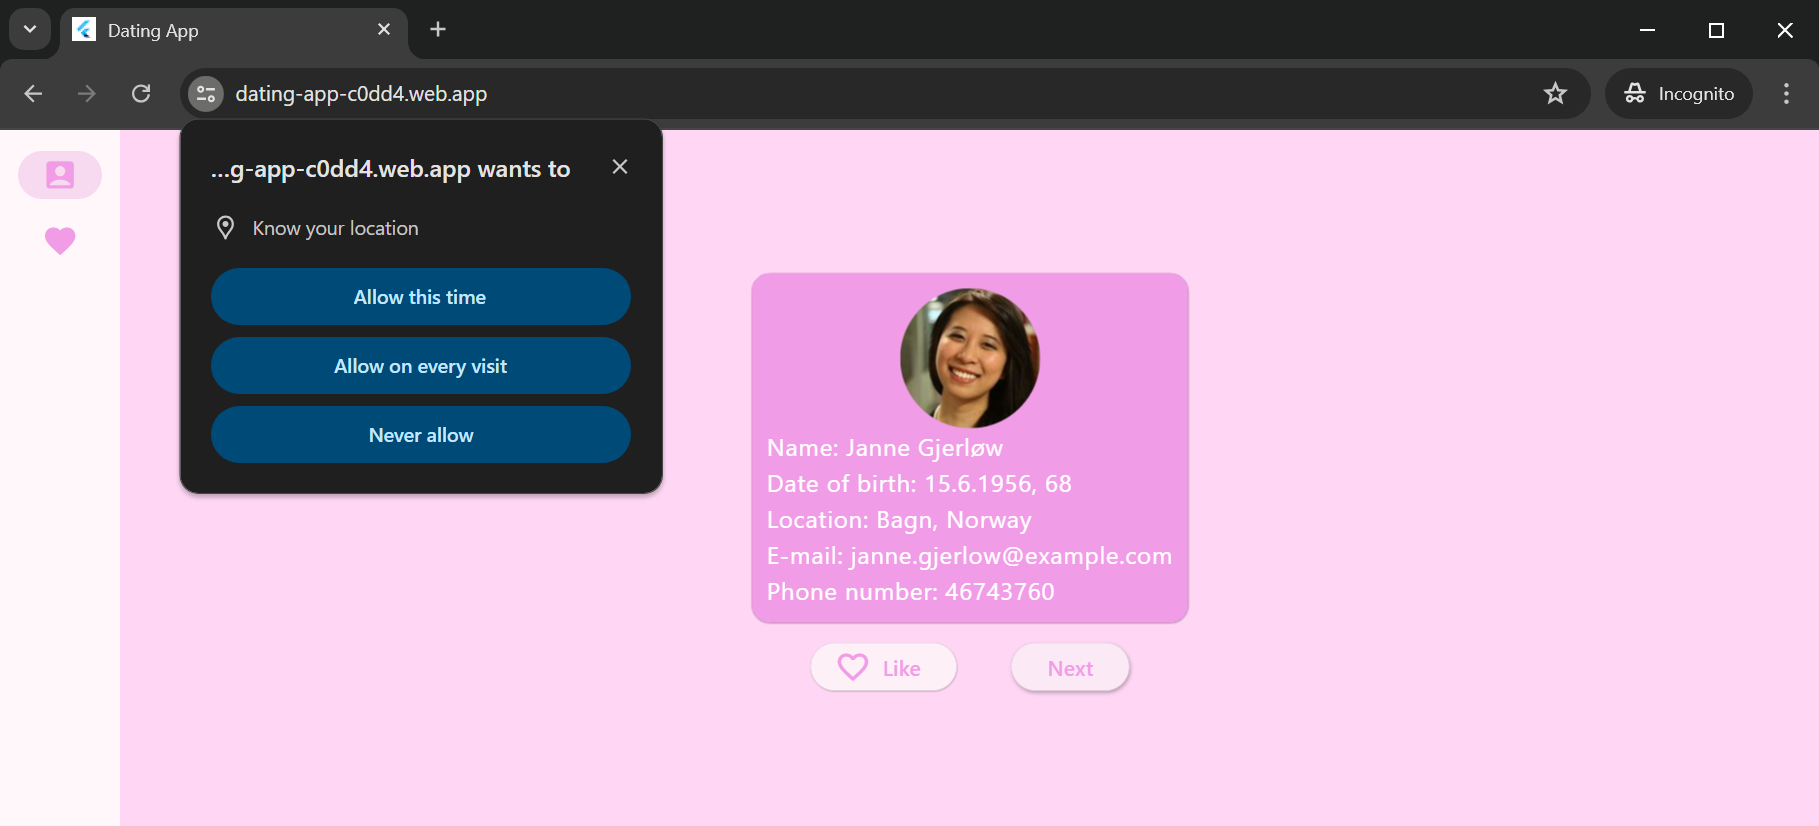 Dating App
dating-app-c0dd4.web.app
Incognito
...g-app-c0dd4.web.app wants to
Know your location
Allow this time
Allow on every visit
Never allow
Name: Janne Gjerløw
Date of birth: 15.6.1956, 68
Location: Bagn, Norway
E-mail: janne.gjerlow@example.com
Phone number: 46743760
Like
Next